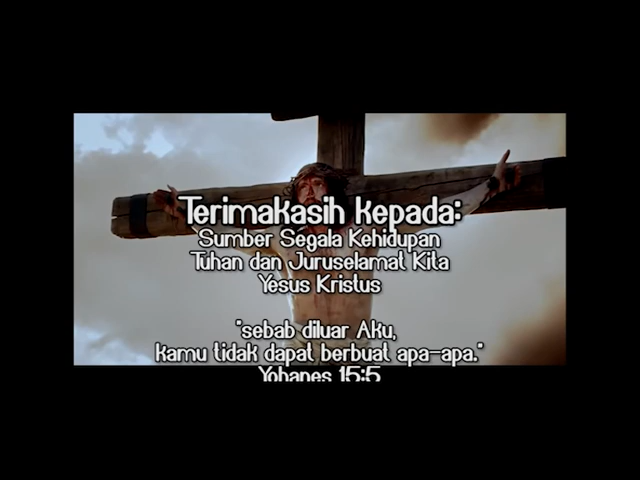 Terimakasih kepada:
Sumber Segala Kehidupan
Tuhan dan Juruselamat Kita
Yesus Kristus
"sebab diluar Aku,
kamu tidak dapat berbuat apa-apa."
Yohanes 15:5